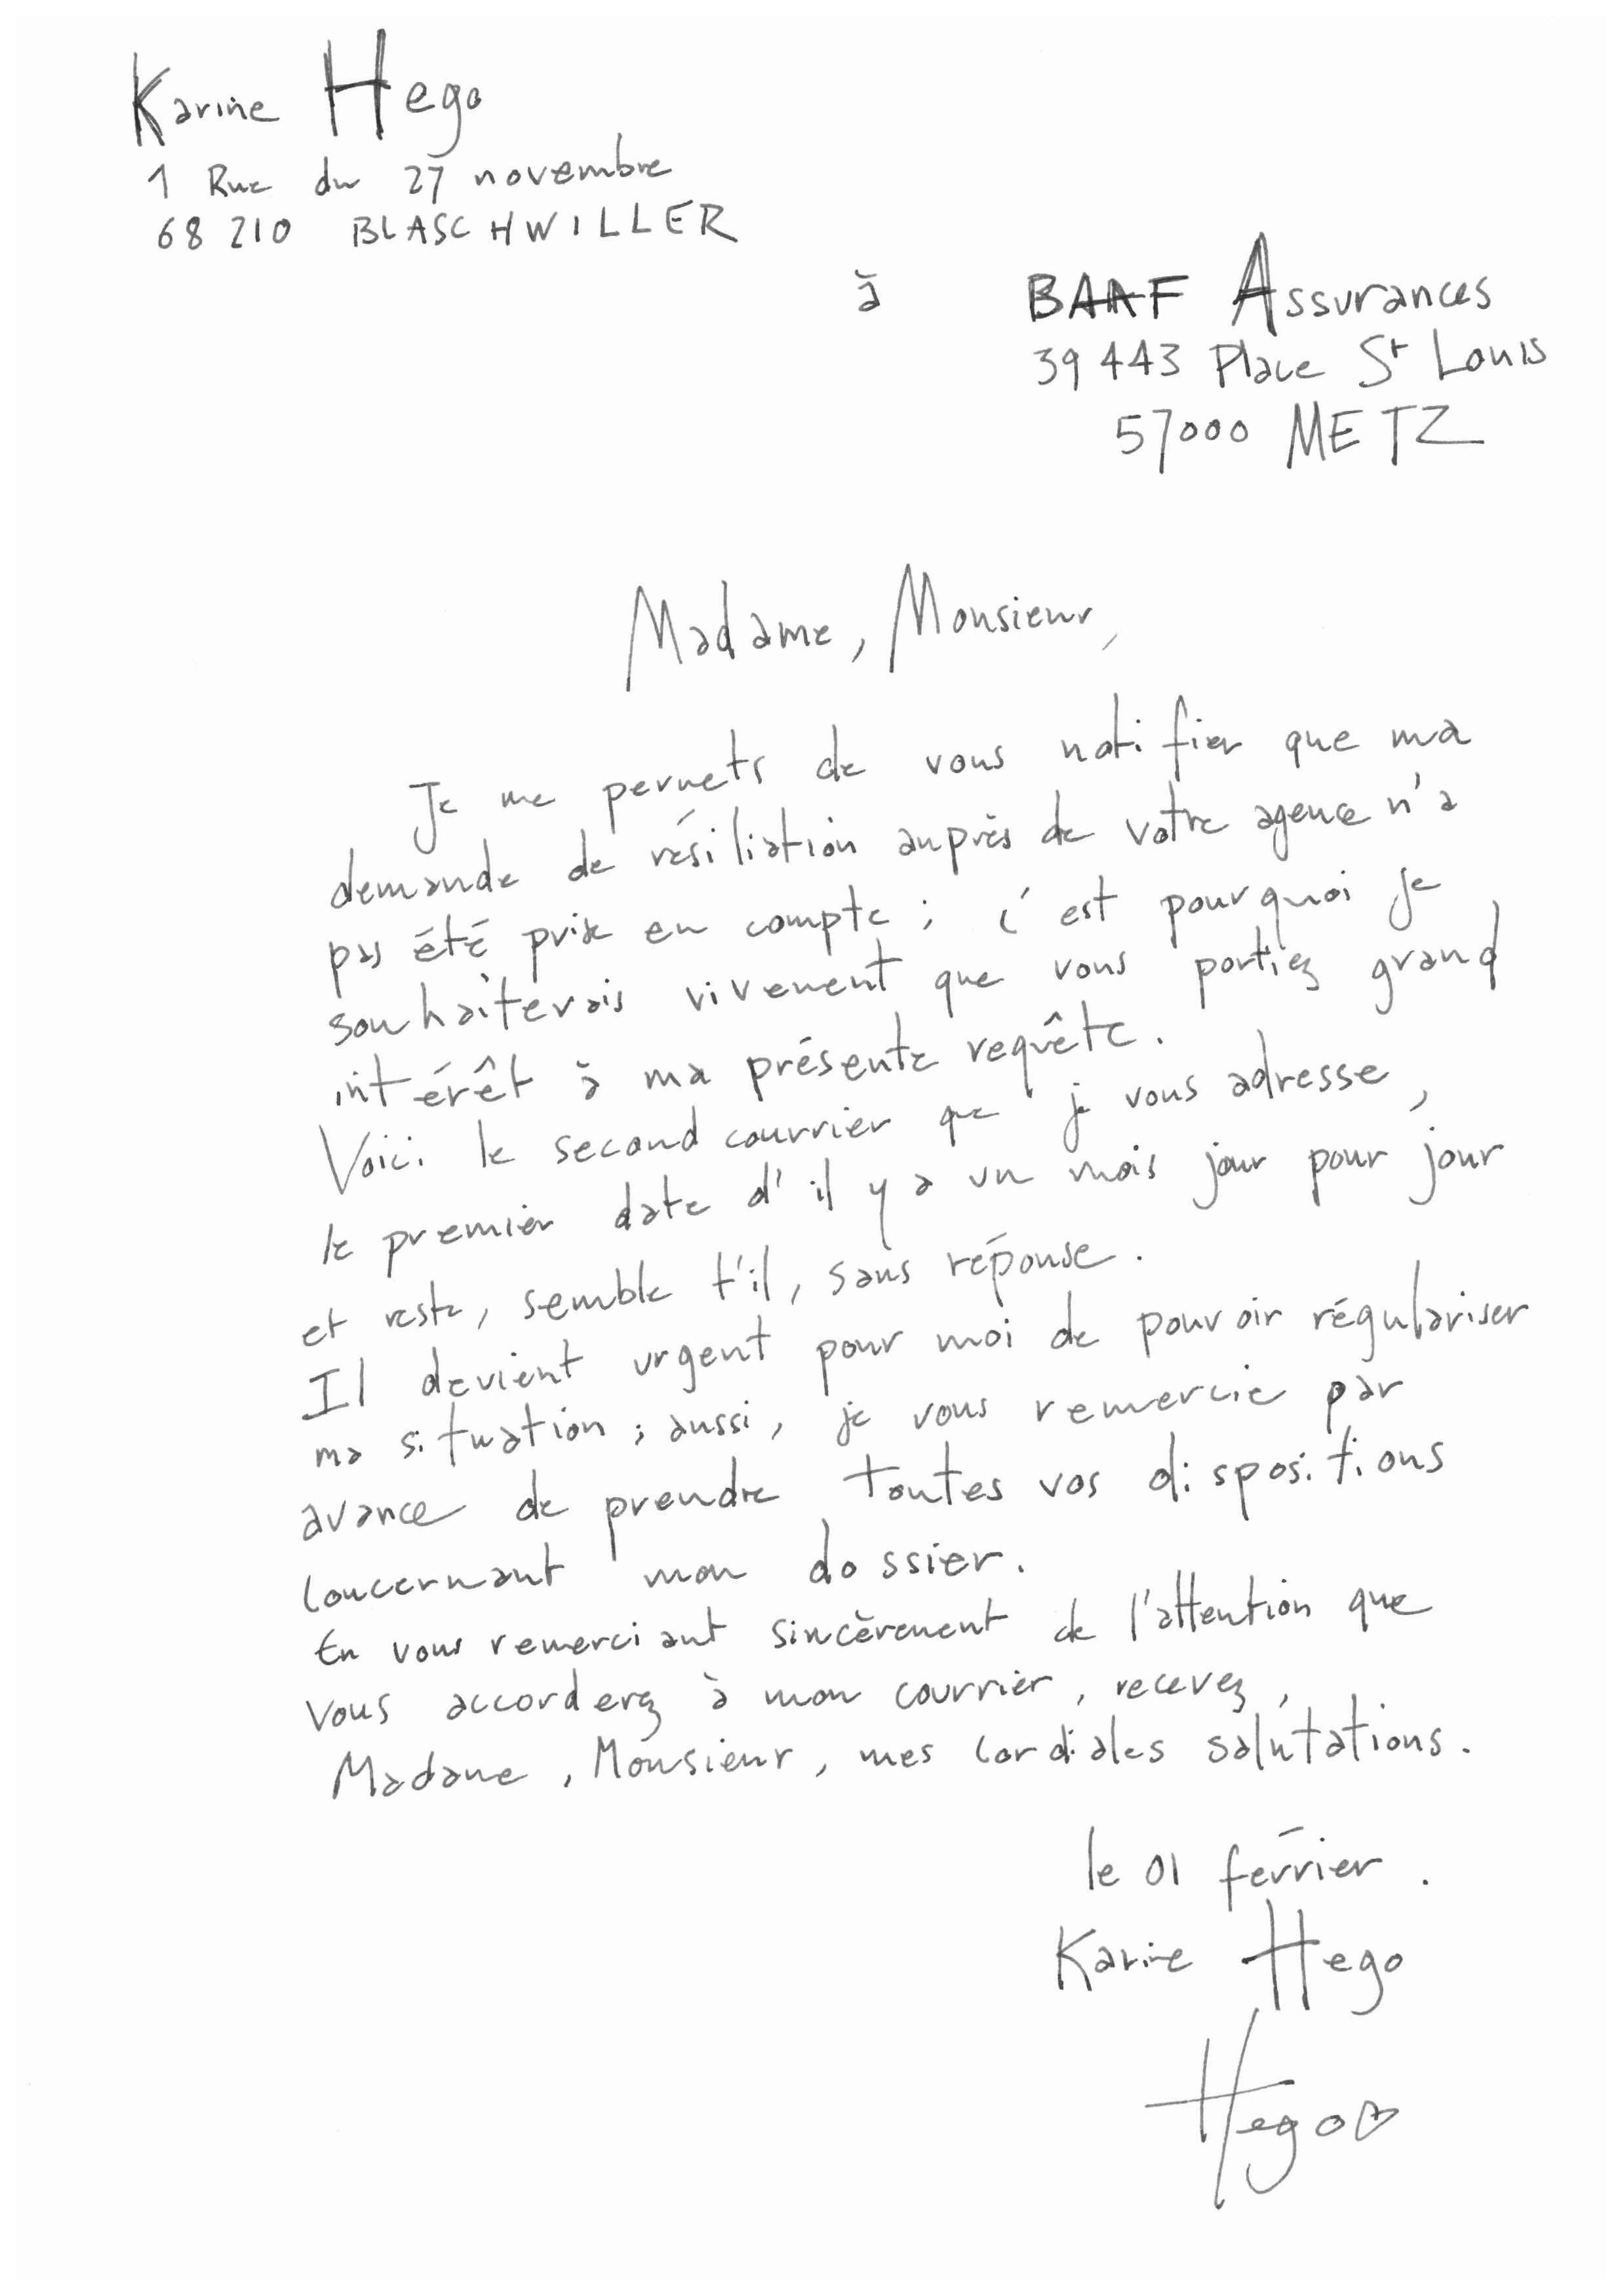 Karine Hego
1 Rue du 27 novembre
68 210 BLASCHWILLER
à
BAAF Assurances
39 443 Place St Louis
57000 METZ
Madame, Monsieur,
Je me permets de vous notifier que ma
demande de résiliation auprès de votre agence n'a
pas été prise en compte ; c'est pourquoi je
souhaiterais vivement que vous portiez grand
intérêt à ma présente requête.
Voici le second courrier que je vous adresse,
le premier date d'il y a un mois jour pour jour
et reste, semble t'il, sans réponse.
Il devient urgent pour moi de pouvoir régulariser
ma situation ; aussi, je vous remercie par
avance de prendre toutes vos dispositions
concernant mon dossier.
En vous remerciant sincèrement de l'attention que
vous accorderez à mon courrier, recevez,
Madame, Monsieur, mes cordiales salutations.
le 01 février.
Karine Hego
Hego